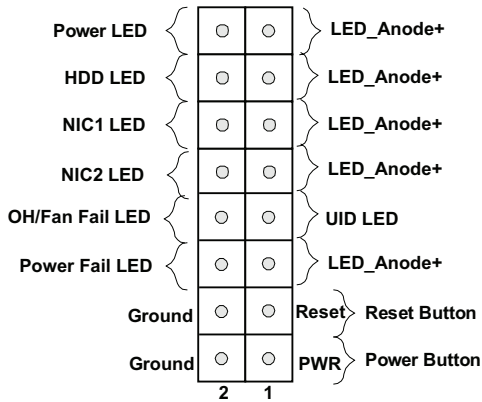 Power LED LED_Anode+
HDD LED LED_Anode+
NIC1 LED LED_Anode+
NIC2 LED LED_Anode+
OH/Fan Fail LED UID LED
Power Fail LED LED_Anode+
Ground Reset Reset Button
Ground PWR Power Button
2 1